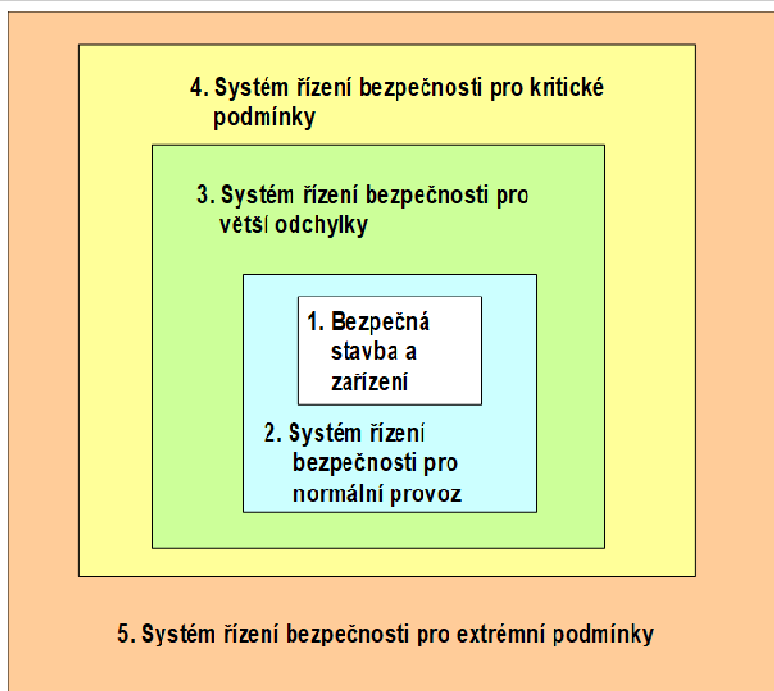 4. Systém řízení bezpečnosti pro kritické
podmínky
3. Systém řízení bezpečnosti pro
větší odchylky
1. Bezpečná
stavba a
zařízení
2. Systém řízení
bezpečnosti pro
normální provoz
5. Systém řízení bezpečnosti pro extrémní podmínky